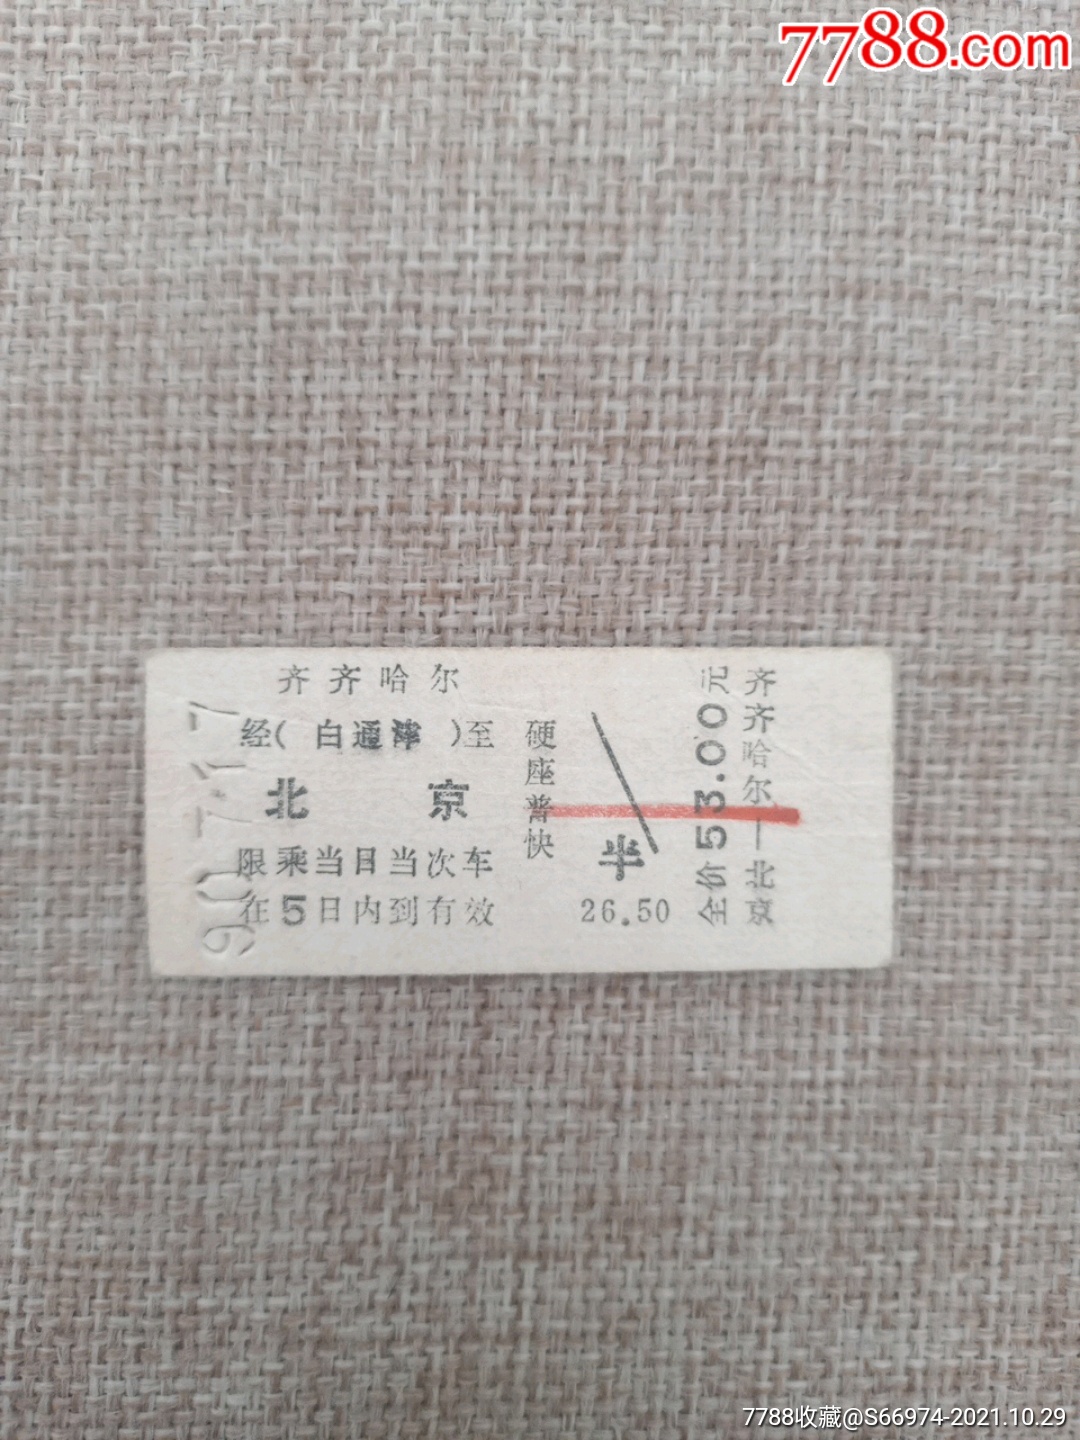 7788.com
齐齐哈尔
经(白通津)至
北京
限乘当日当次车
在5日内到有效
硬座普快
半
26.50
全价53.00元
齐齐哈尔—北京
90.7.17
7788收藏@S66974-2021.10.29